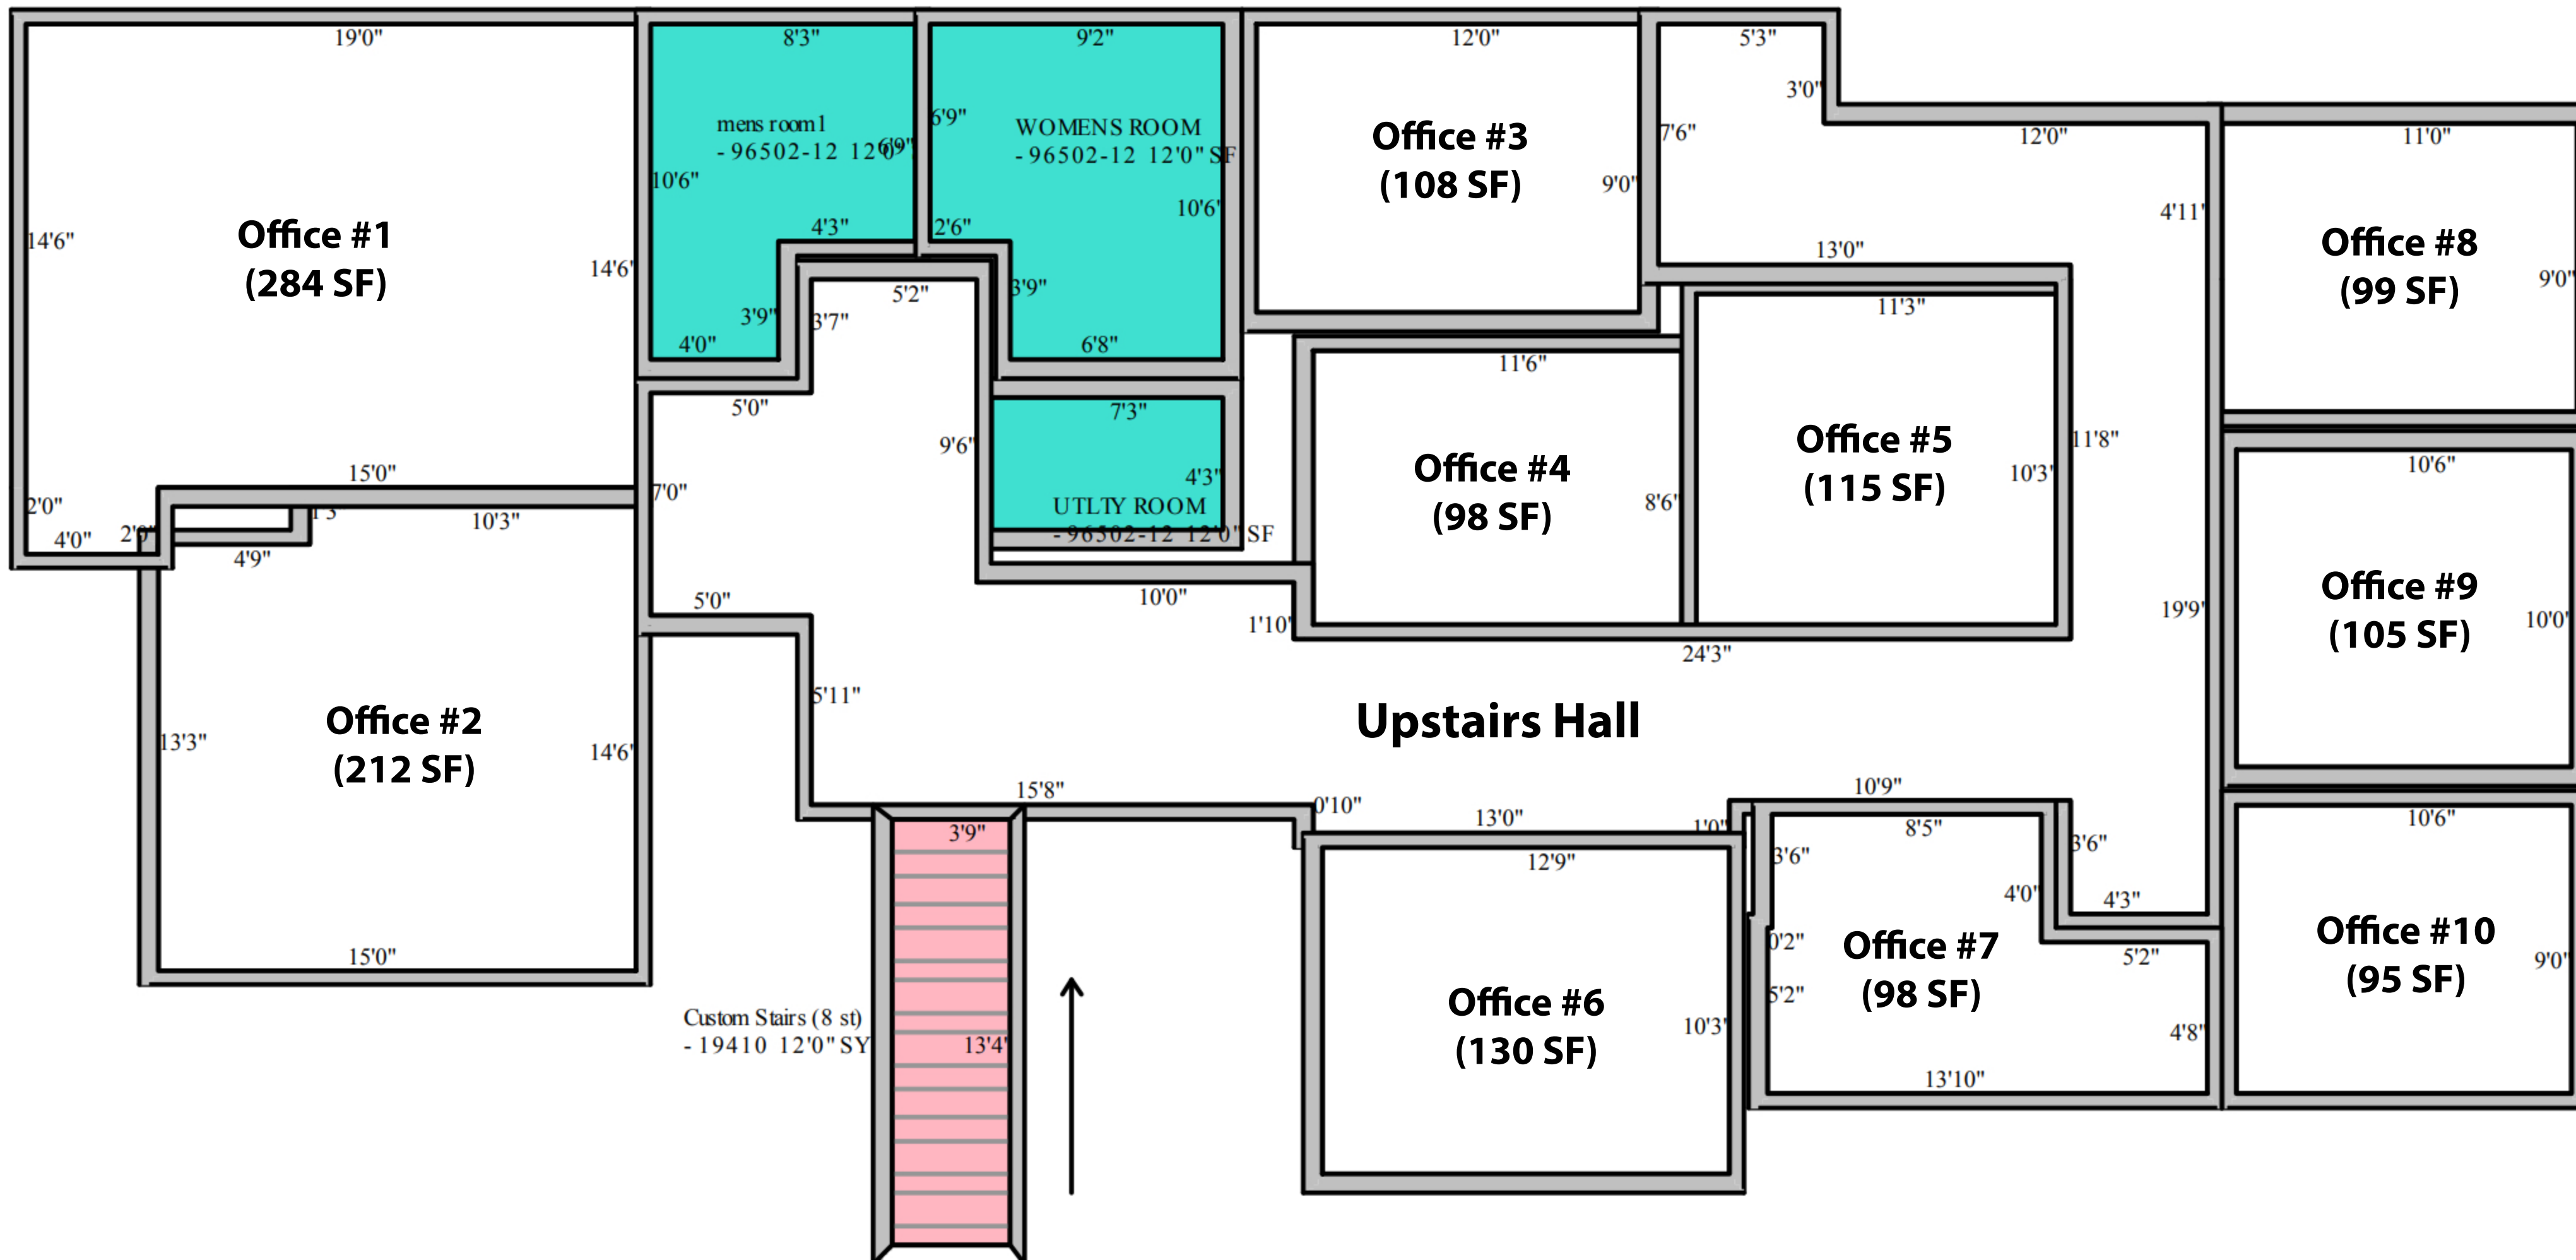 19'0"
8'3"
9'2"
12'0"
5'3"
3'0"
12'0"
11'0"
mens room1
- 96502-12 12'0"
6'9"
6'9"
WOMENS ROOM
- 96502-12 12'0" SF
Office #3
(108 SF)
7'6"
9'0"
10'6"
10'6"
4'11"
14'6"
Office #1
(284 SF)
14'6"
4'3"
2'6"
13'0"
Office #8
(99 SF)
9'0"
5'2"
3'9"
3'9"
3'7"
4'0"
6'8"
11'3"
11'6"
5'0"
7'3"
9'6"
4'3"
UTLTY ROOM
- 96502-12 12'0" SF
Office #4
(98 SF)
8'6"
Office #5
(115 SF)
10'3"
11'8"
10'6"
15'0"
7'0"
2'0"
4'0"
2'0"
4'9"
1'3
10'3"
5'0"
10'0"
1'10"
24'3"
19'9"
Office #9
(105 SF)
10'0"
5'11"
Upstairs Hall
Office #2
(212 SF)
13'3"
14'6"
15'0"
15'8"
0'10"
13'0"
1'0"
10'9"
3'9"
12'9"
8'5"
3'6"
3'6"
4'0"
4'3"
10'6"
0'2"
5'2"
Office #7
(98 SF)
5'2"
4'8"
13'10"
Office #10
(95 SF)
9'0"
Office #6
(130 SF)
10'3"
Custom Stairs (8 st)
- 19410 12'0" SY
13'4"